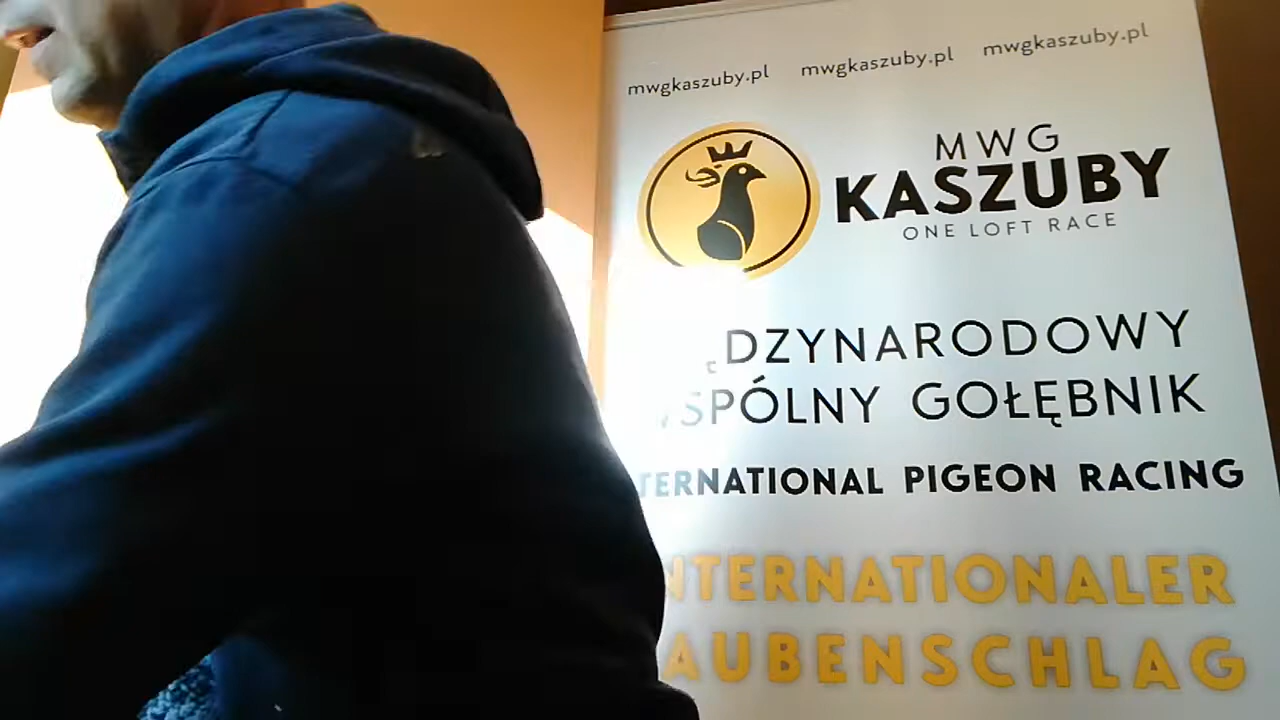 mwgkaszuby.pl mwgkaszuby.pl mwgkaszuby.pl
MWG
KASZUBY
ONE LOFT RACE
DZYNARODOWY
SPÓLNY GOŁĘBNIK
TERNATIONAL PIGEON RACING
NTERNATIONALER
AUBENSCHLAG